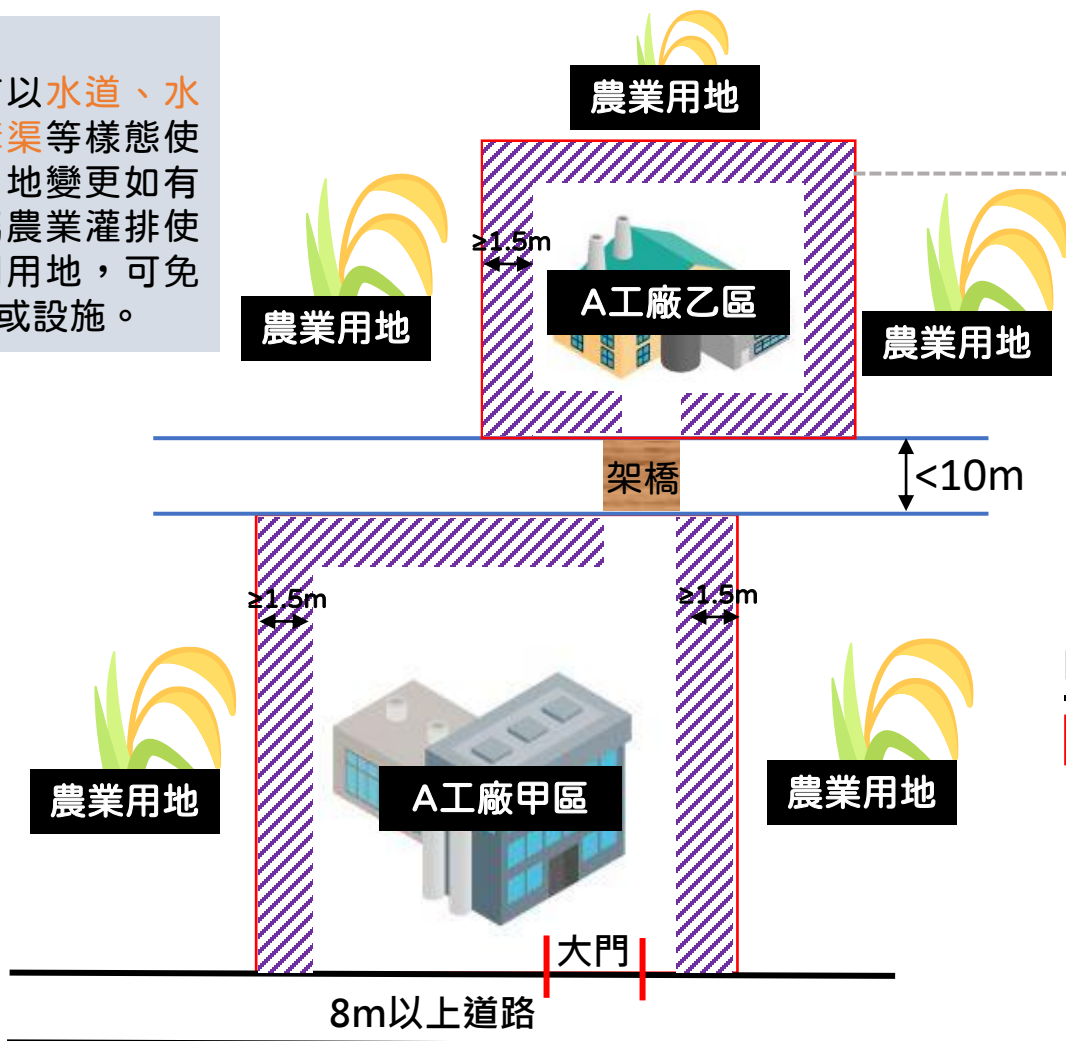 以水道、水
渠等樣態使
地變更如有
農業灌排使
用地，可免
或設施。
農業用地
≥1.5m
A工廠乙區
農業用地
農業用地
架橋
<10m
≥1.5m
≥1.5m
農業用地
A工廠甲區
農業用地
大門
8m以上道路